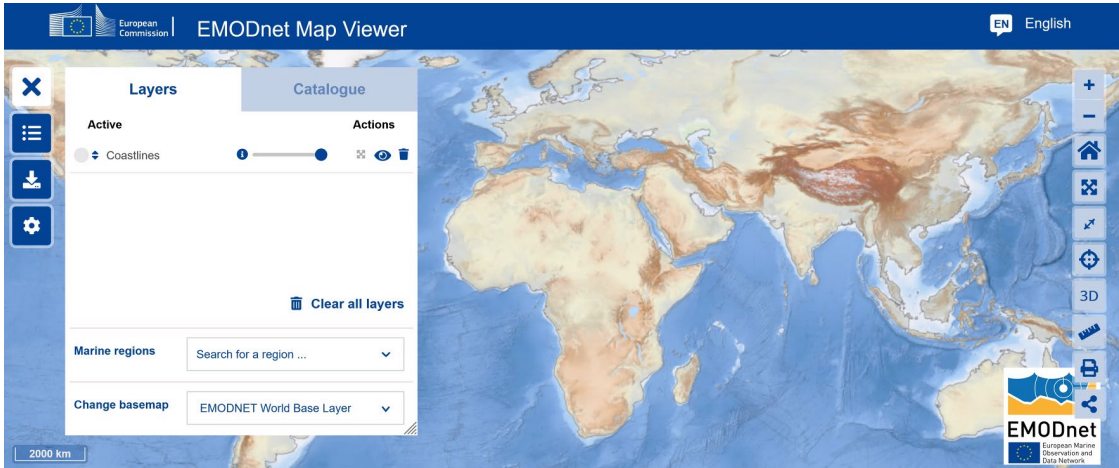 European
Commission
EMODnet Map Viewer
EN English
Layers
Catalogue
Active
Actions
Coastlines
Clear all layers
Marine regions
Search for a region ...
Change basemap
EMODNET World Base Layer
2000 km
3D
EMODnet
European Marine
Observation and
Data Network